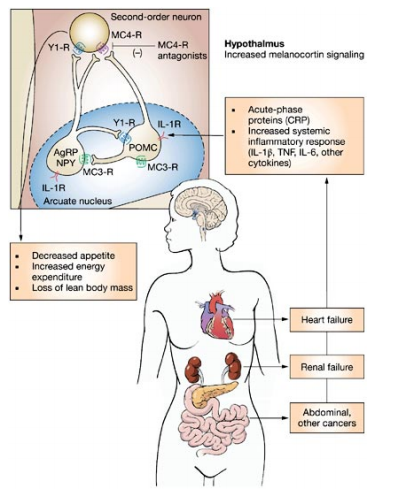 Second-order neuron
Y1-R
MC4-R
MC4-R
antagonists
(−)
Hypothalmus
Increased melanocortin signaling
Y1-R
IL-1R
AgRP
NPY
POMC
MC3-R
MC3-R
IL-1R
Arcuate nucleus
• Acute-phase
proteins (CRP)
• Increased systemic
inflammatory response
(IL-1β, TNF, IL-6, other
cytokines)
• Decreased appetite
• Increased energy
expenditure
• Loss of lean body mass
Heart failure
Renal failure
Abdominal,
other cancers